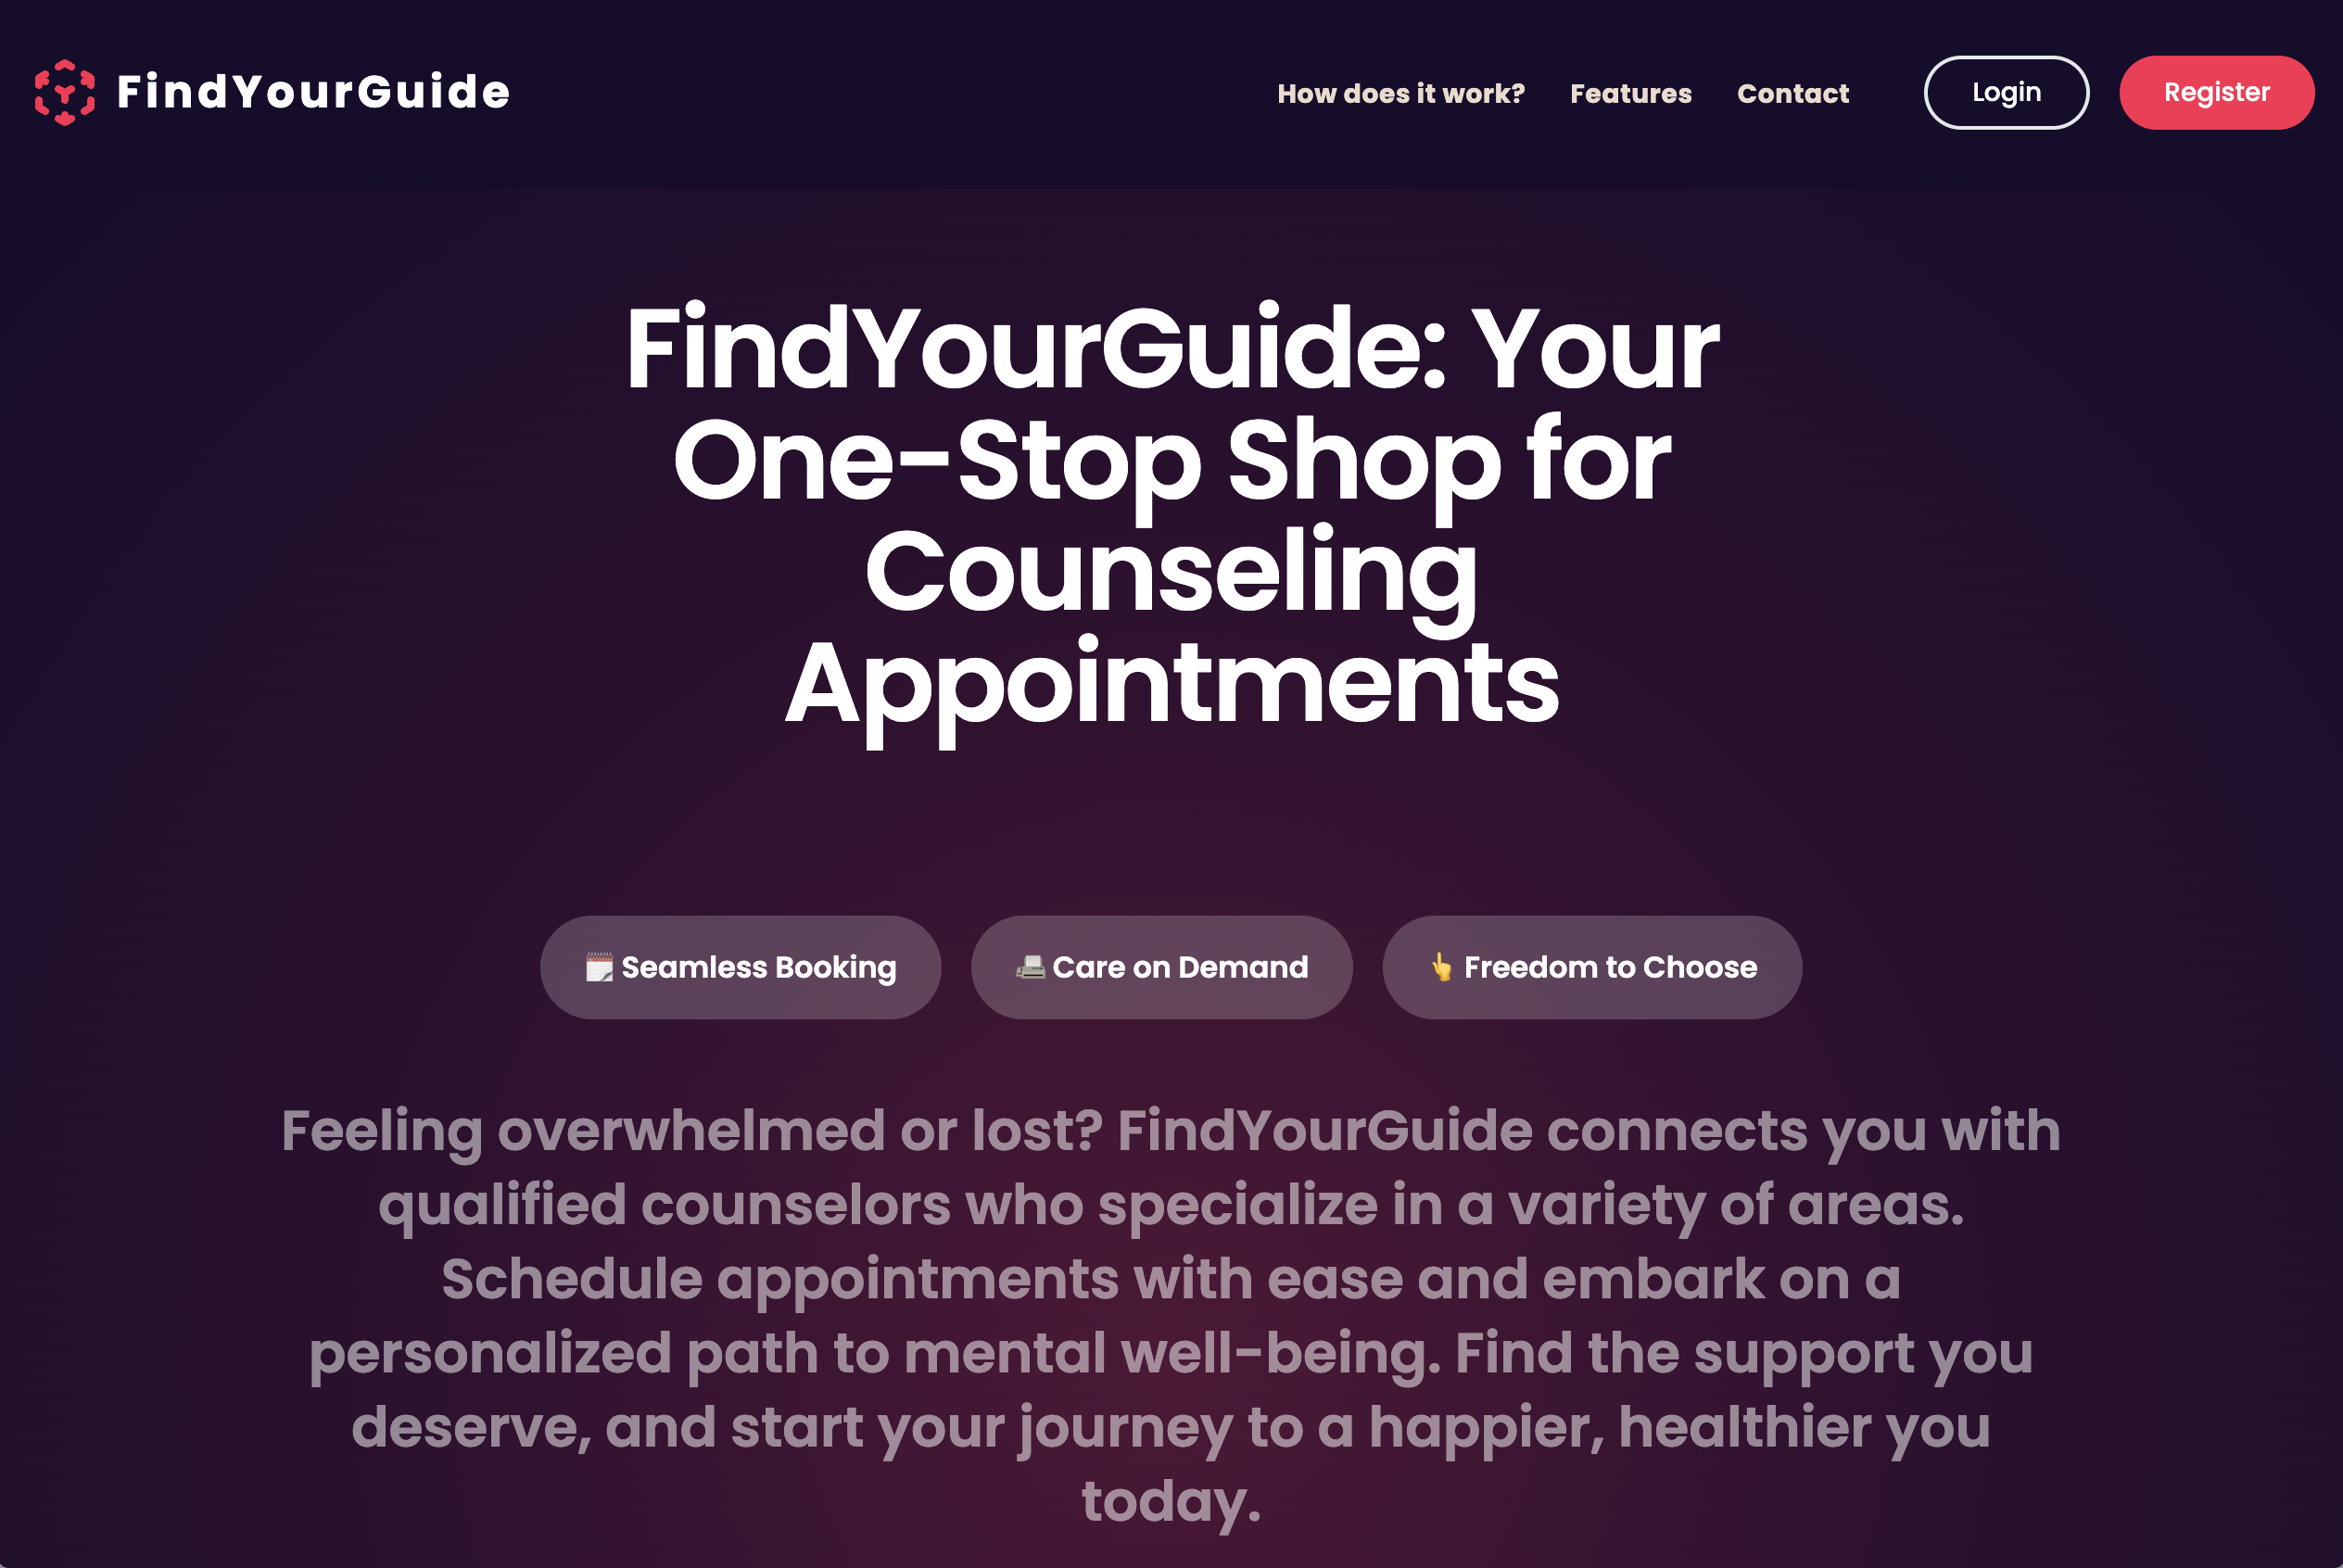 FindYourGuide
How does it work?
Features
Contact
Login
Register
FindYourGuide: Your
One-Stop Shop for
Counseling
Appointments
🗓️ Seamless Booking
📠 Care on Demand
👆 Freedom to Choose
Feeling overwhelmed or lost? FindYourGuide connects you with
qualified counselors who specialize in a variety of areas.
Schedule appointments with ease and embark on a
personalized path to mental well-being. Find the support you
deserve, and start your journey to a happier, healthier you
today.